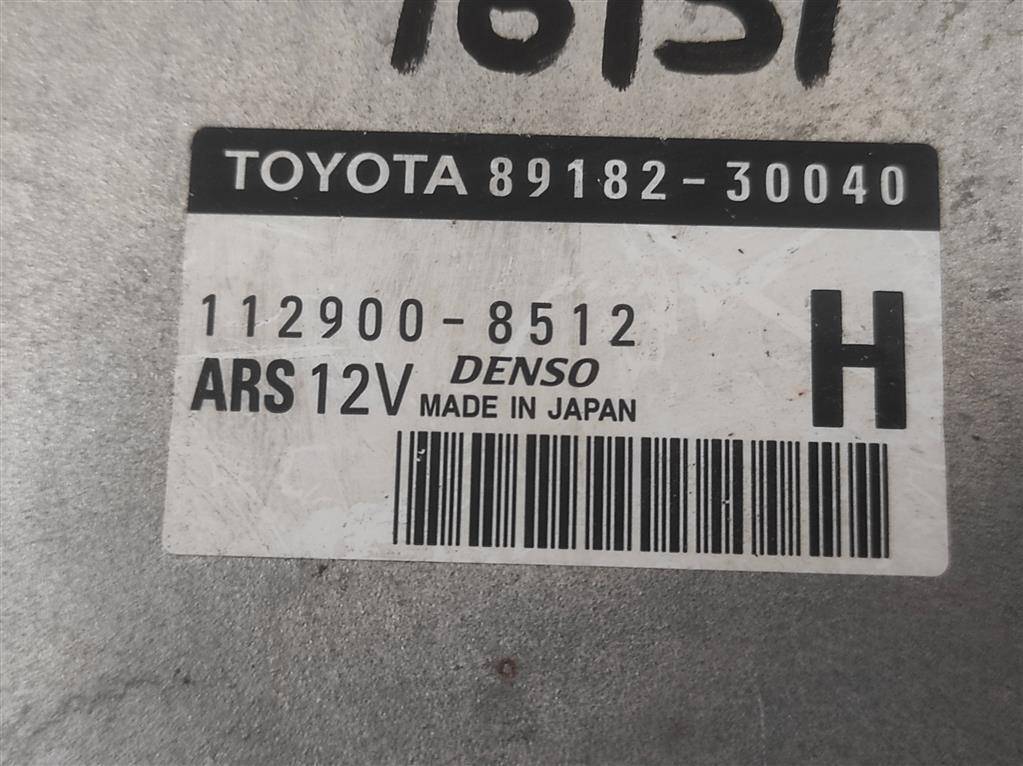 TOYOTA 89182-30040
112900-8512
H
ARS 12V DENSO
MADE IN JAPAN